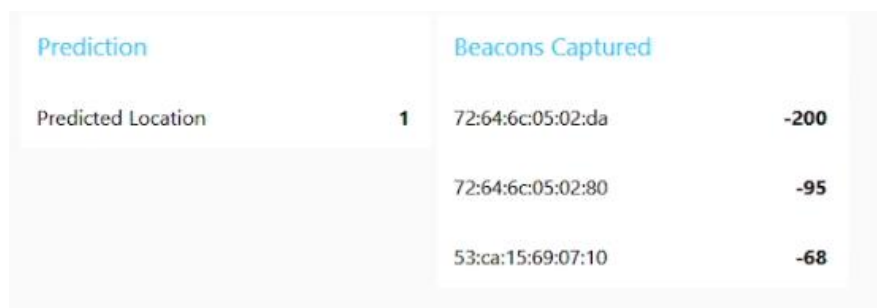 Prediction
Predicted Location 1
Beacons Captured
72:64:6c:05:02:da -200
72:64:6c:05:02:80 -95
53:ca:15:69:07:10 -68